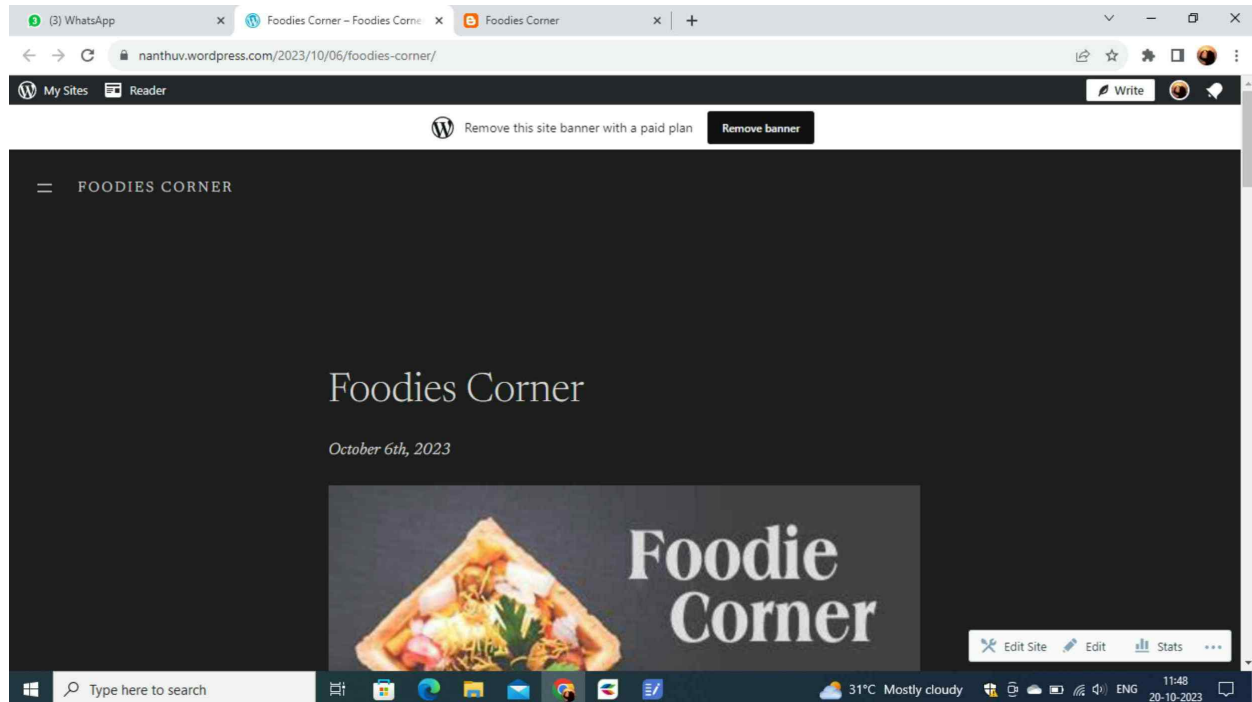 (3) WhatsApp
Foodies Corner – Foodies Corne
Foodies Corner
nanthuv.wordpress.com/2023/10/06/foodies-corner/
My Sites Reader Write
Remove this site banner with a paid plan Remove banner
FOODIES CORNER
Foodies Corner
October 6th, 2023
Foodie
Corner
Edit Site Edit Stats
Type here to search
31°C Mostly cloudy
ENG
11:48
20-10-2023